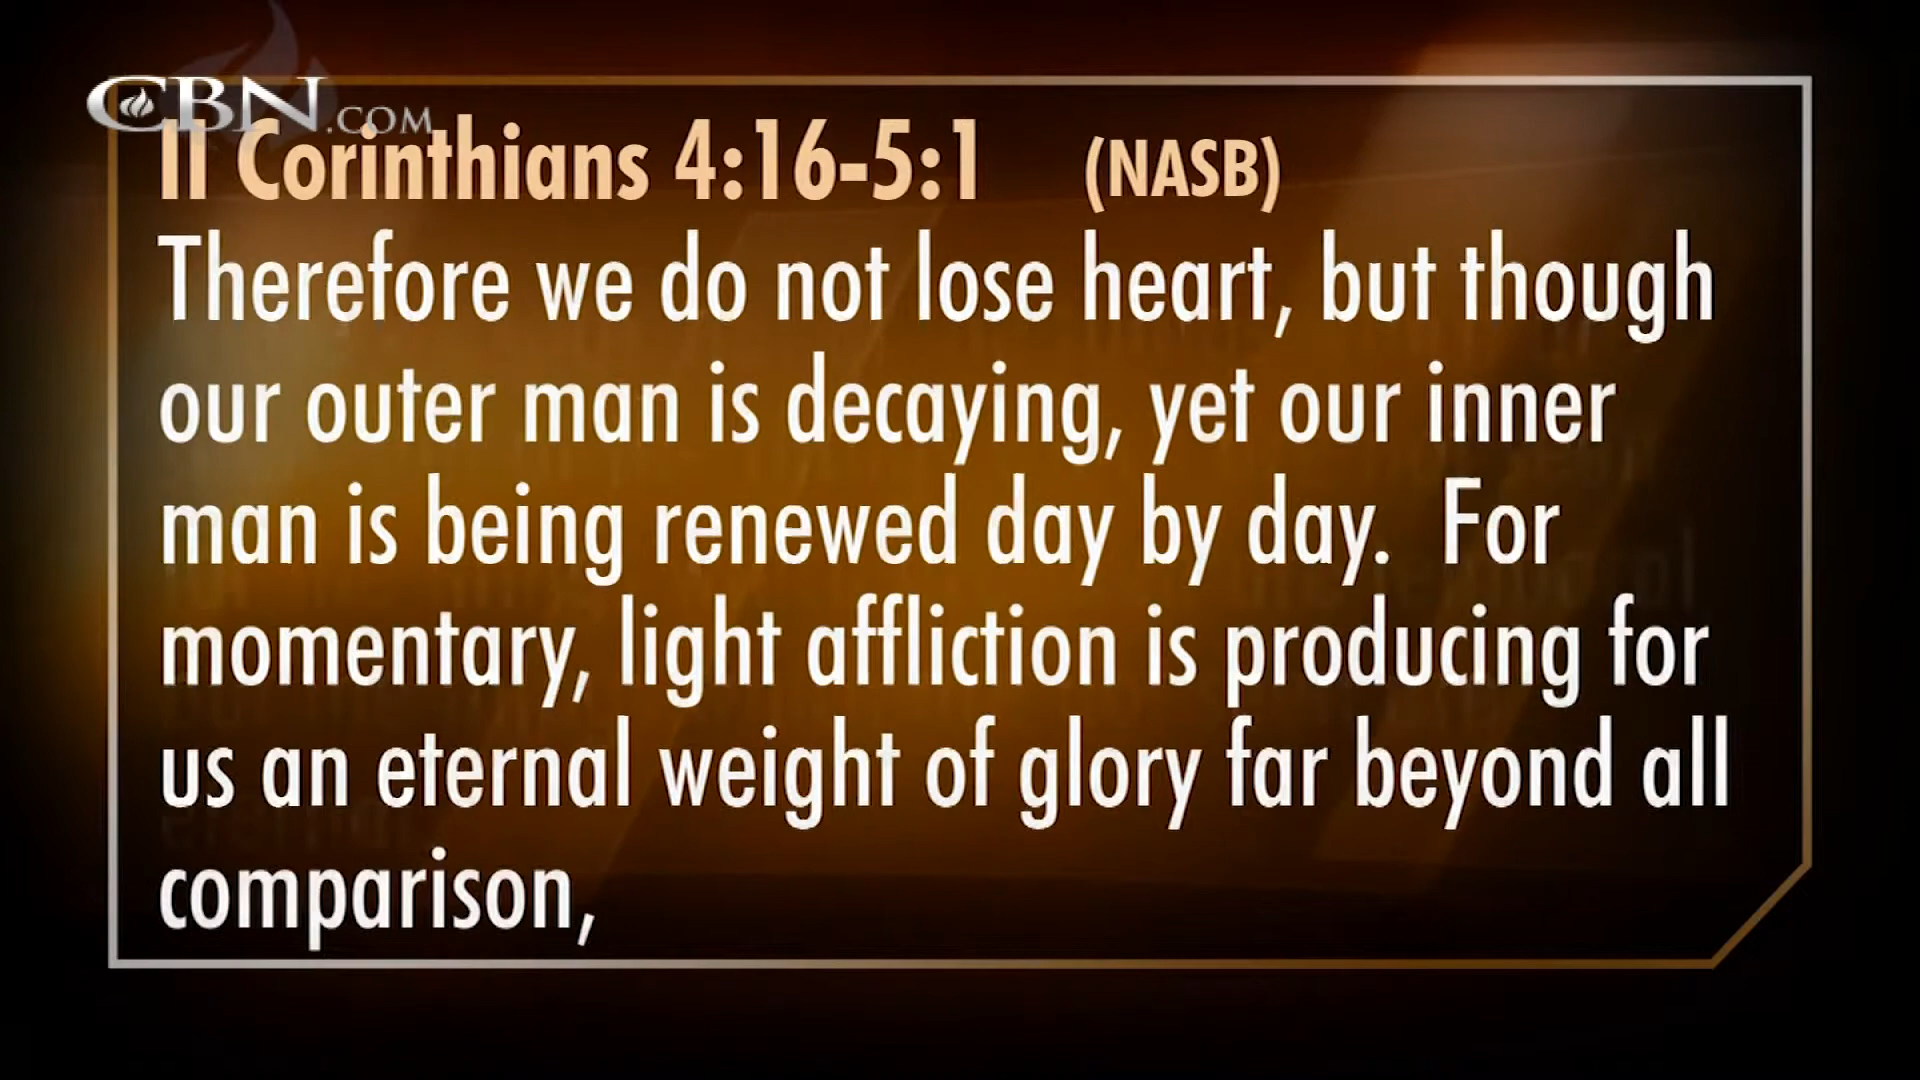 CBN.COM
II Corinthians 4:16-5:1 (NASB)
Therefore we do not lose heart, but though
our outer man is decaying, yet our inner
man is being renewed day by day. For
momentary, light affliction is producing for
us an eternal weight of glory far beyond all
comparison,